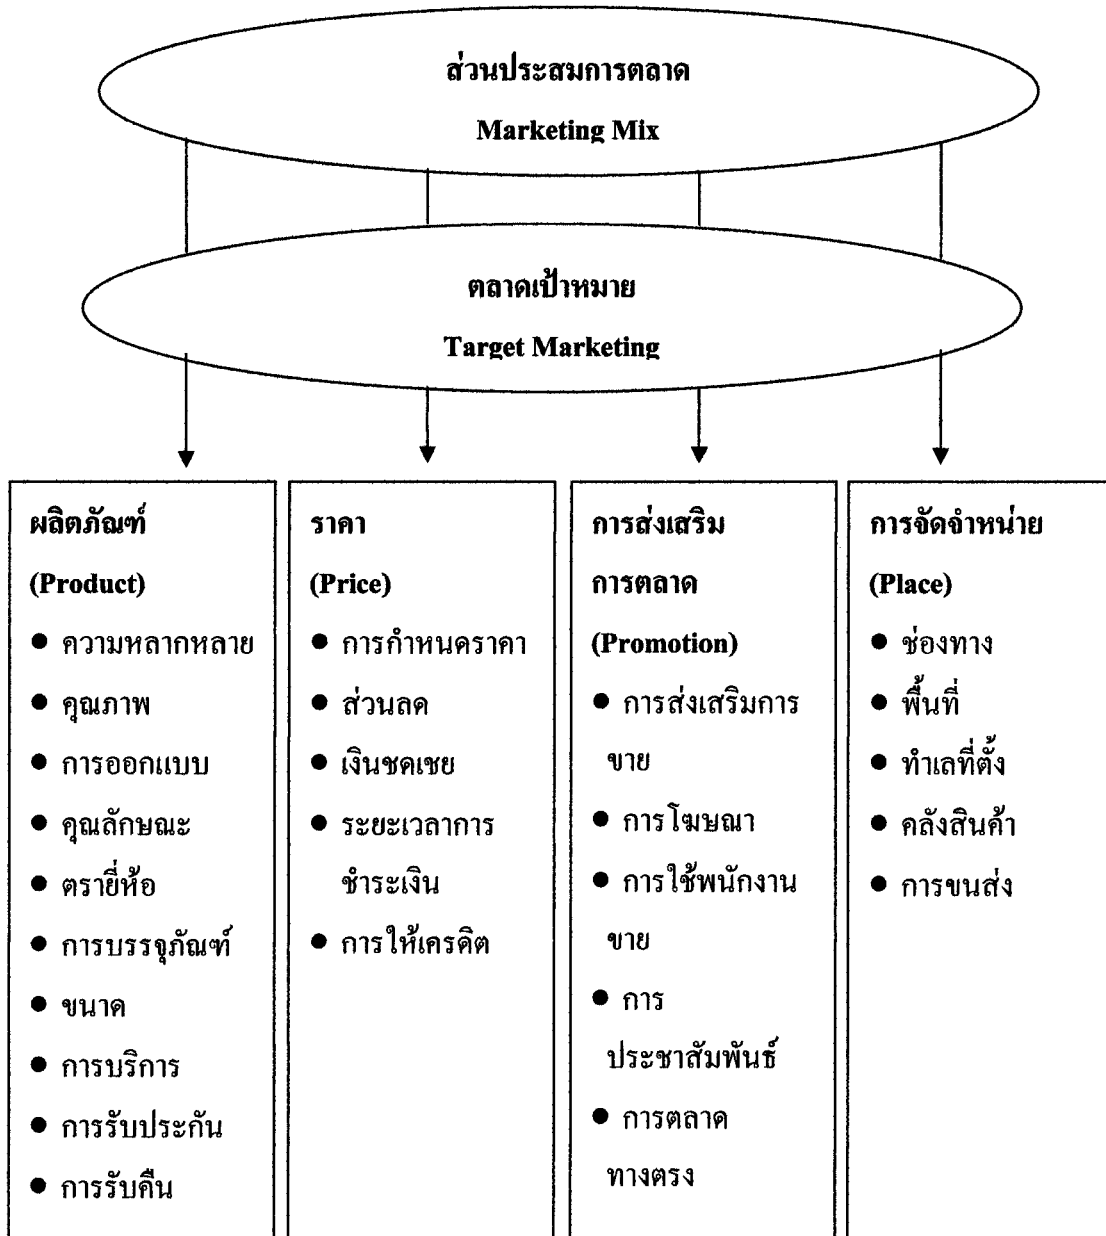 ส่วนประสมการตลาด
Marketing Mix
ตลาดเป้าหมาย
Target Marketing
ผลิตภัณฑ์
(Product)
● ความหลากหลาย
● คุณภาพ
● การออกแบบ
● คุณลักษณะ
● ตรายี่ห้อ
● การบรรจุภัณฑ์
● ขนาด
● การบริการ
● การรับประกัน
● การรับคืน
ราคา
(Price)
● การกำหนดราคา
● ส่วนลด
● เงินชดเชย
● ระยะเวลาการ
ชำระเงิน
● การให้เครดิต
การส่งเสริม
การตลาด
(Promotion)
● การส่งเสริมการ
ขาย
● การโฆษณา
● การใช้พนักงาน
ขาย
● การ
ประชาสัมพันธ์
● การตลาด
ทางตรง
การจัดจำหน่าย
(Place)
● ช่องทาง
● พื้นที่
● ทำเลที่ตั้ง
● คลังสินค้า
● การขนส่ง